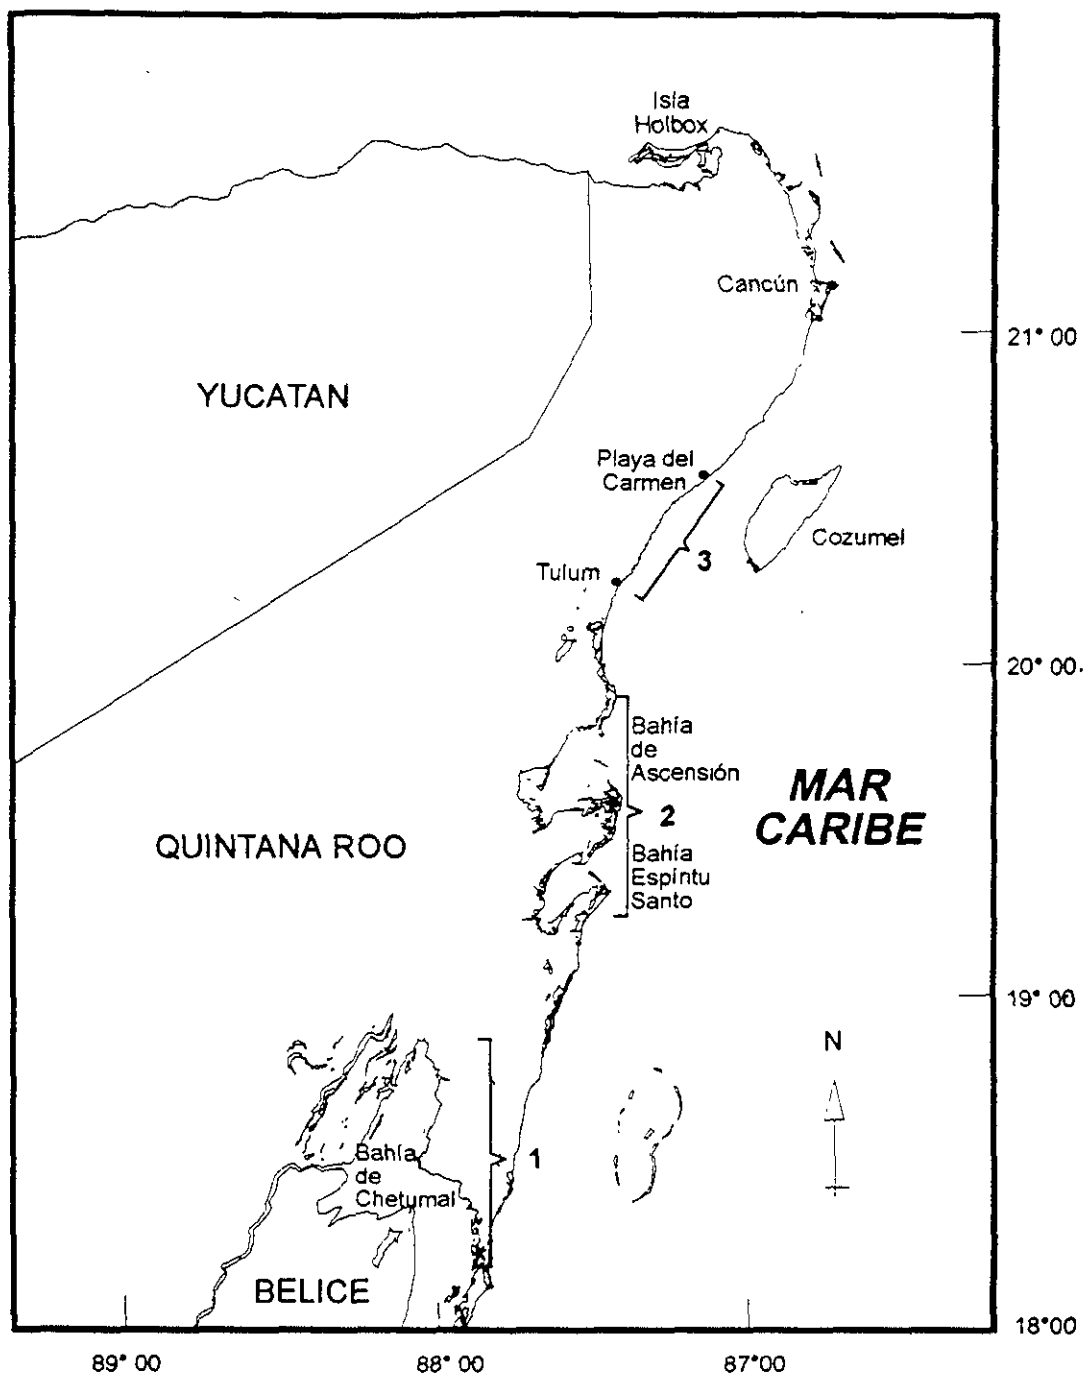 Isla
Holbox
Cancún
21° 00
YUCATAN
Playa del
Carmen
Cozumel
3
Tulum
20° 00.
Bahía
de
Ascensión
MAR
CARIBE
2
QUINTANA ROO
Bahía
Espíntu
Santo
19° 00
N
Bahía
de
Chetumal
1
BELICE
18° 00
89° 00
88° 00
87° 00